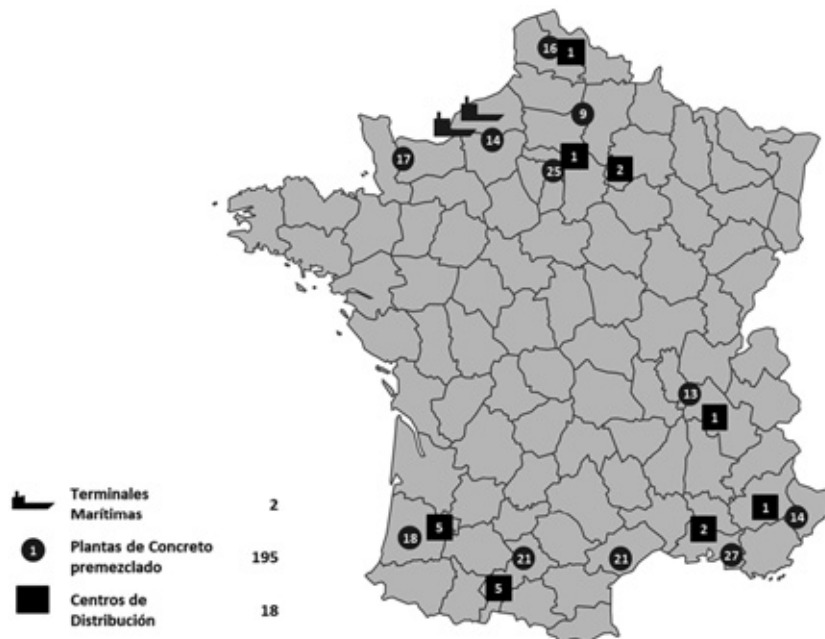 16 1
9
14
17
1
25 2
13
1
1
14
5 2
18
21 21 27
5
Terminales
Marítimas 2
1 Plantas de Concreto
premezclado 195
Centros de
Distribución 18